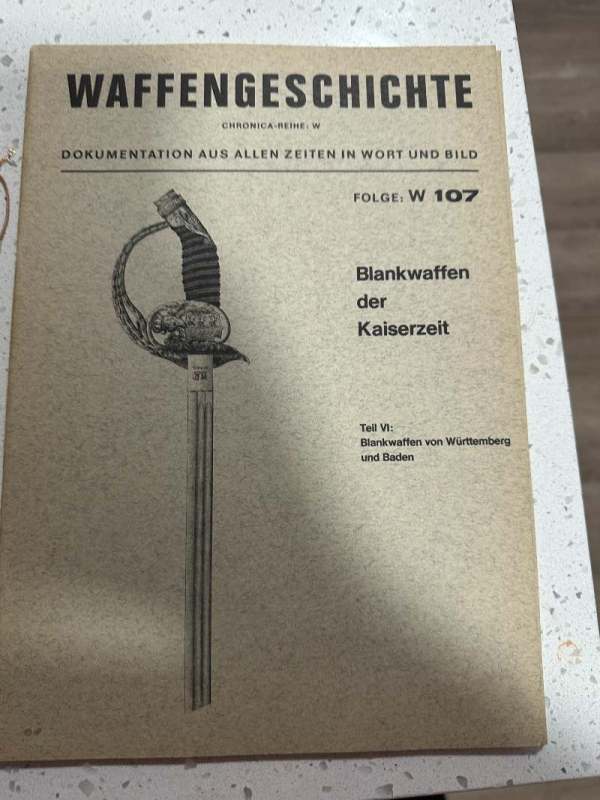 WAFFENGESCHICHTE
CHRONICA-REIHE: W
DOKUMENTATION AUS ALLEN ZEITEN IN WORT UND BILD
FOLGE: W 107
Blankwaffen
der
Kaiserzeit
Teil VI:
Blankwaffen von Württemberg
und Baden